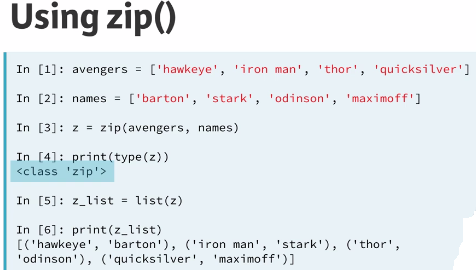 Using zip()
In [1]: avengers = ['hawkeye', 'iron man', 'thor', 'quicksilver']
In [2]: names = ['barton', 'stark', 'odinson', 'maximoff']
In [3]: z = zip(avengers, names)
In [4]: print(type(z))
<class 'zip'>
In [5]: z_list = list(z)
In [6]: print(z_list)
[('hawkeye', 'barton'), ('iron man', 'stark'), ('thor',
'odinson'), ('quicksilver', 'maximoff')]